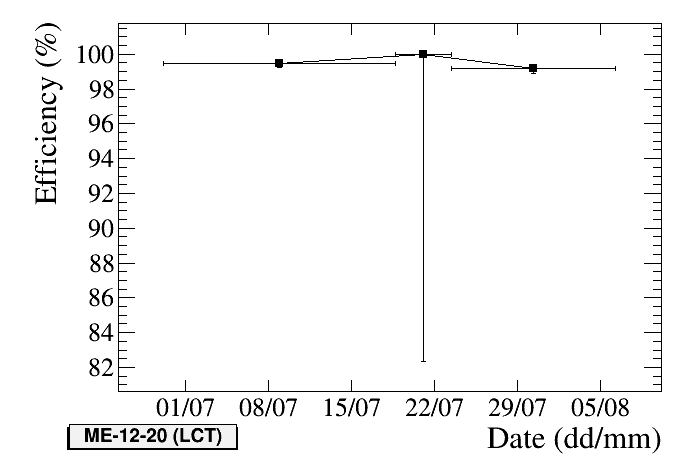 Efficiency (%)
100
98
96
94
92
90
88
86
84
82
01/07 08/07 15/07 22/07 29/07 05/08
ME-12-20 (LCT)
Date (dd/mm)